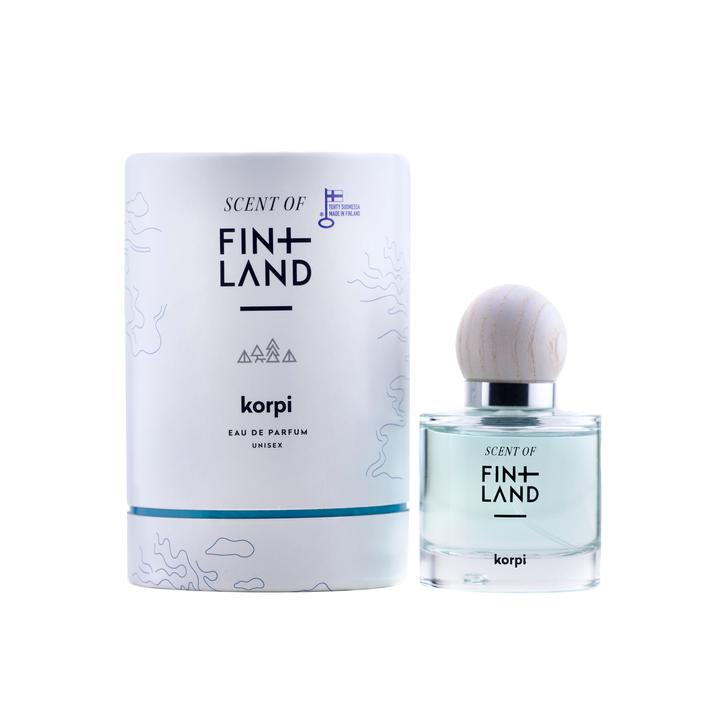 SCENT OF
FIN+
LAND
TEHTY SUOMESSA
MADE IN FINLAND
korpi
EAU DE PARFUM
UNISEX
SCENT OF
FIN+
LAND
korpi